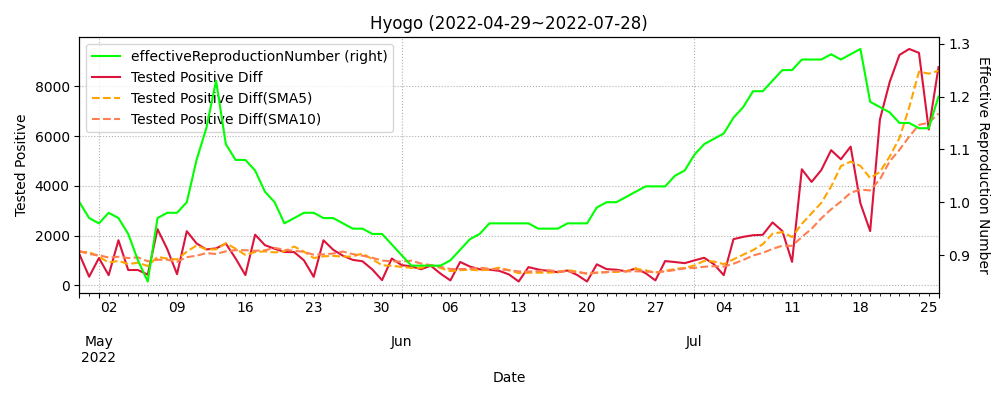 Hyogo (2022-04-29~2022-07-28)
effectiveReproductionNumber (right)
Tested Positive Diff
Tested Positive Diff(SMA5)
Tested Positive Diff(SMA10)
Tested Positive
8000
6000
4000
2000
0
1.3
1.2
1.1
1.0
0.9
Effective Reproduction Number
02 09 16 23 30 06 13 20 27 04 11 18 25
May Jun Jul
2022
Date